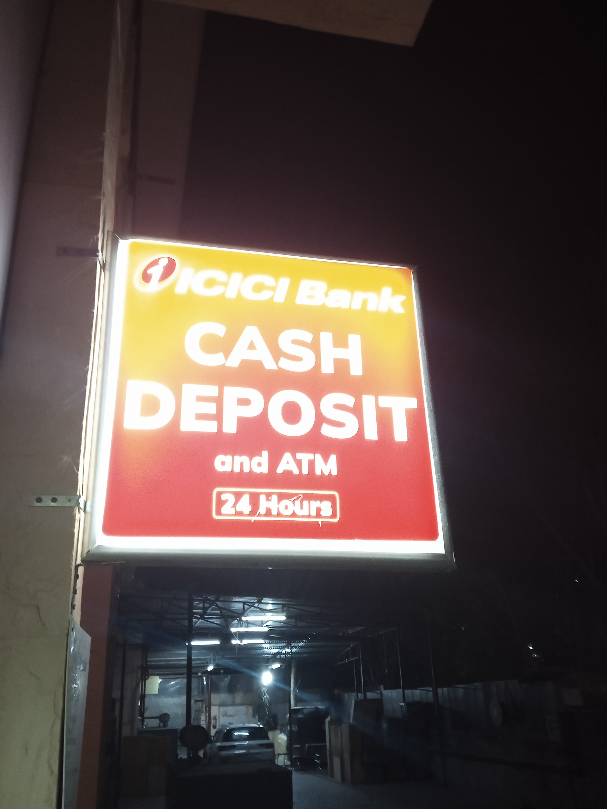 ICICI Bank
CASH
DEPOSIT
and ATM
24 Hours